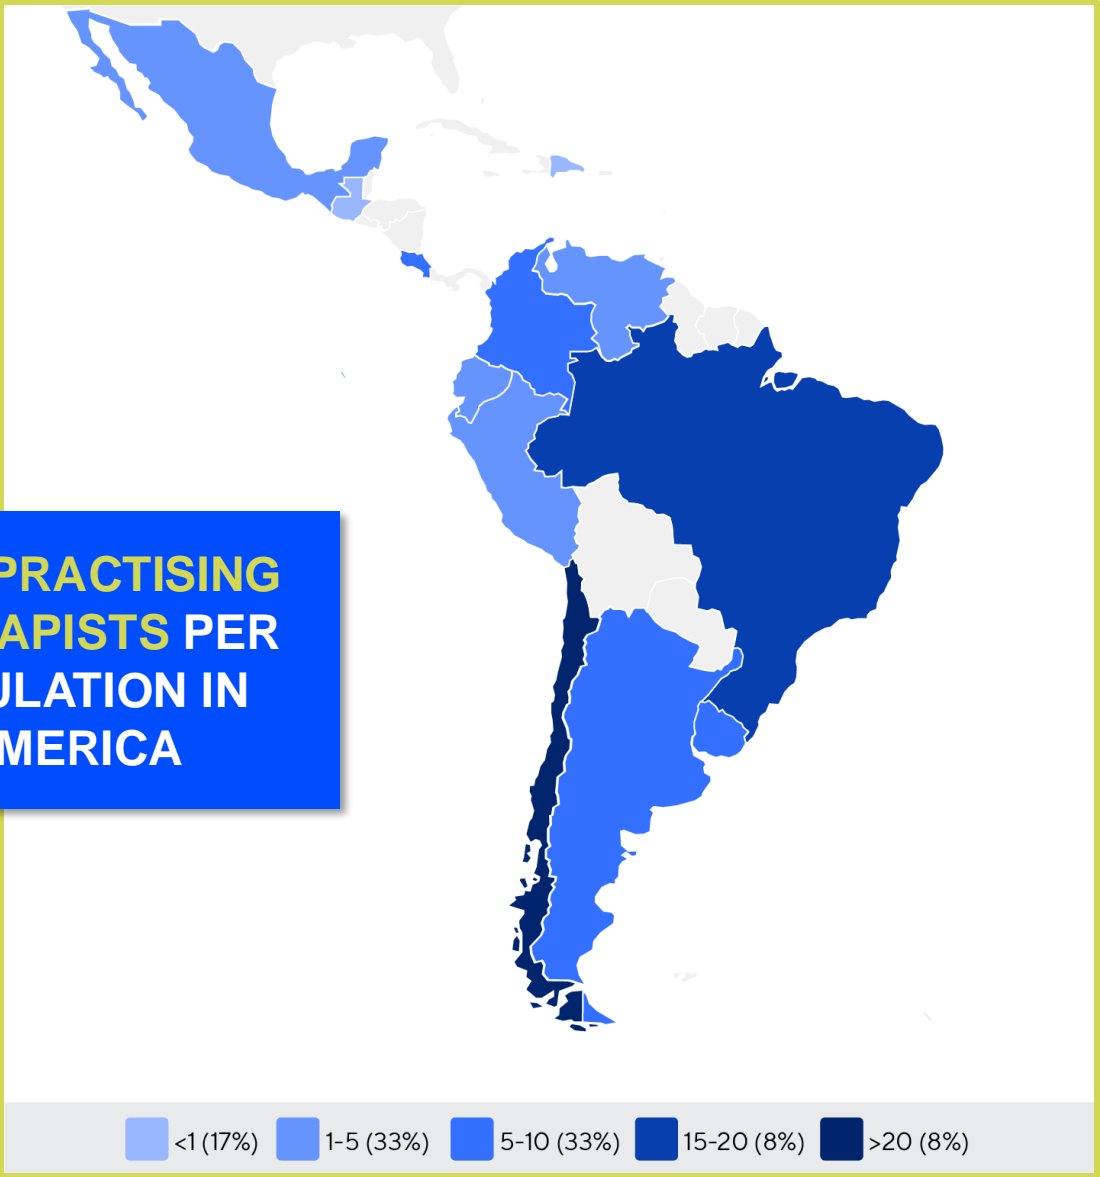 PRACTISING
APISTS PER
ULATION IN
MERICA
<1 (17%) 1-5 (33%) 5-10 (33%) 15-20 (8%) >20 (8%)